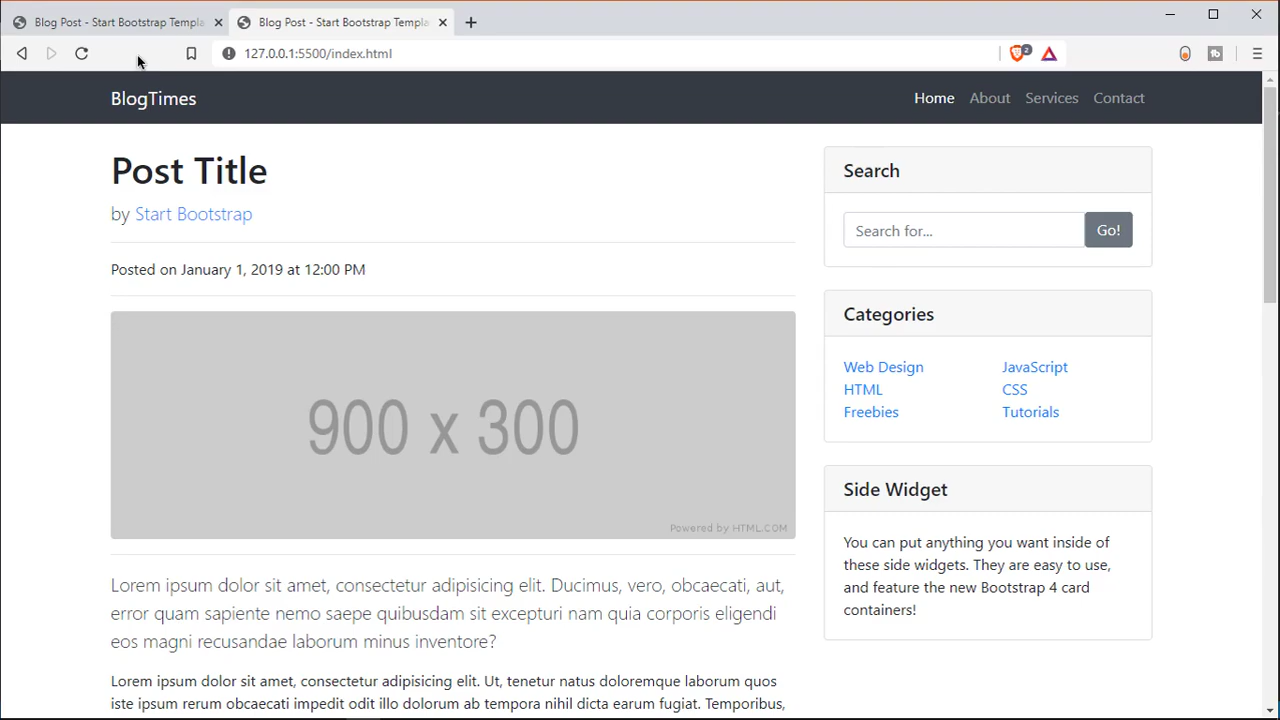 Blog Post - Start Bootstrap Templa
Blog Post - Start Bootstrap Templa
127.0.0.1:5500/index.html
2
BlogTimes
Home About Services Contact
Post Title
by Start Bootstrap
Posted on January 1, 2019 at 12:00 PM
900 x 300
Powered by HTML.COM
Lorem ipsum dolor sit amet, consectetur adipisicing elit. Ducimus, vero, obcaecati, aut,
error quam sapiente nemo saepe quibusdam sit excepturi nam quia corporis eligendi
eos magni recusandae laborum minus inventore?
Lorem ipsum dolor sit amet, consectetur adipisicing elit. Ut, tenetur natus doloremque laborum quos
iste ipsum rerum obcaecati impedit odit illo dolorum ab tempora nihil dicta earum fugiat. Temporibus,
Search
Search for...
Go!
Categories
Web Design
HTML
Freebies
JavaScript
CSS
Tutorials
Side Widget
You can put anything you want inside of
these side widgets. They are easy to use,
and feature the new Bootstrap 4 card
containers!